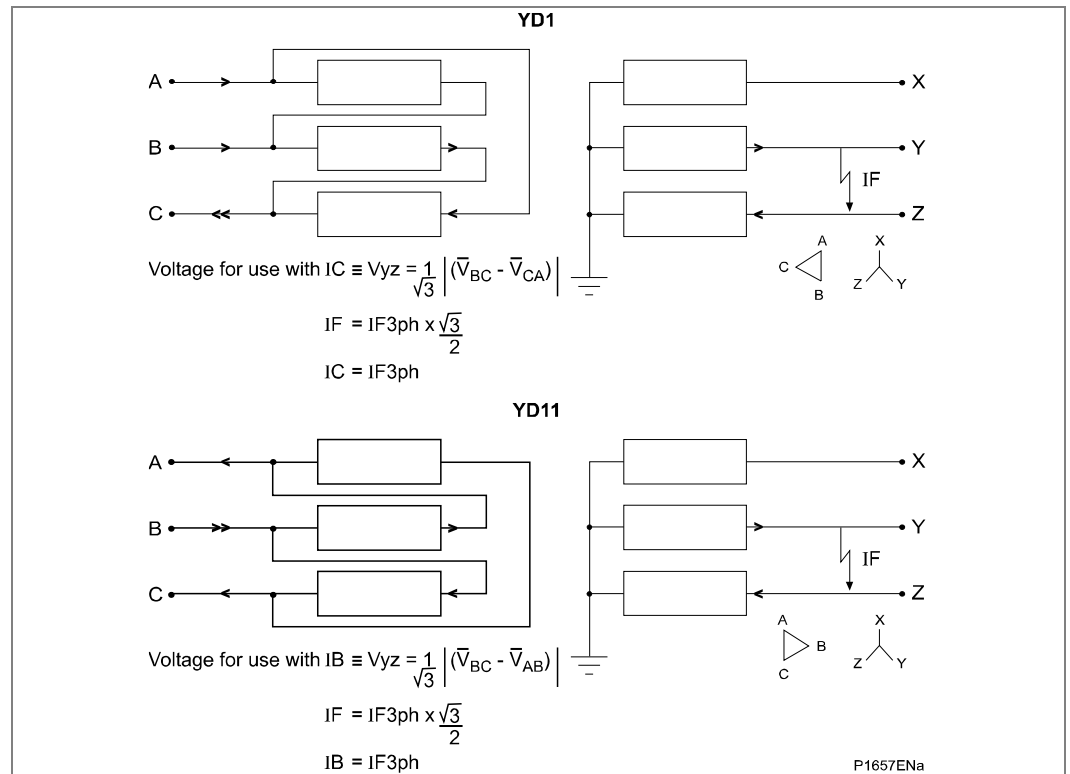 YD1
A
B
C
X
Y
Z
IF
A
C
B
X
Z Y
Voltage for use with IC ≡ Vyz = 1/√3 |(V̅BC - V̅CA)|
IF = IF3ph x √3/2
IC = IF3ph
YD11
A
B
C
X
Y
Z
IF
A
B
C
X
Z Y
Voltage for use with IB ≡ Vyz = 1/√3 |(V̅BC - V̅AB)|
IF = IF3ph x √3/2
IB = IF3ph
P1657ENa